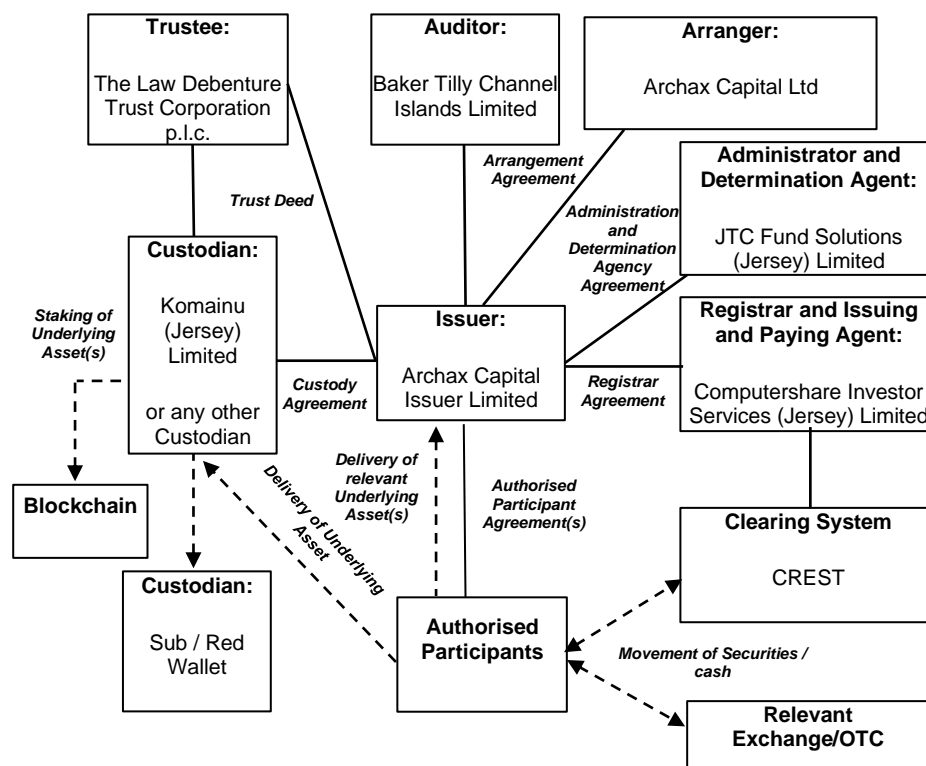 Trustee:
The Law Debenture
Trust Corporation
p.l.c.
Auditor:
Baker Tilly Channel
Islands Limited
Arranger:
Archax Capital Ltd
Arrangement
Agreement
Administrator and
Determination Agent:
JTC Fund Solutions
(Jersey) Limited
Trust Deed
Administration
and
Determination
Agency
Agreement
Custodian:
Komainu
(Jersey)
Limited
or any other
Custodian
Staking of
Underlying
Asset(s)
Custody
Agreement
Issuer:
Archax Capital
Issuer Limited
Registrar
Agreement
Registrar and Issuing
and Paying Agent:
Computershare Investor
Services (Jersey) Limited
Blockchain
Delivery of Underlying
Asset
Delivery of
relevant
Underlying
Asset(s)
Authorised
Participant
Agreement(s)
Clearing System
CREST
Custodian:
Sub / Red
Wallet
Authorised
Participants
Movement of Securities /
cash
Relevant
Exchange/OTC